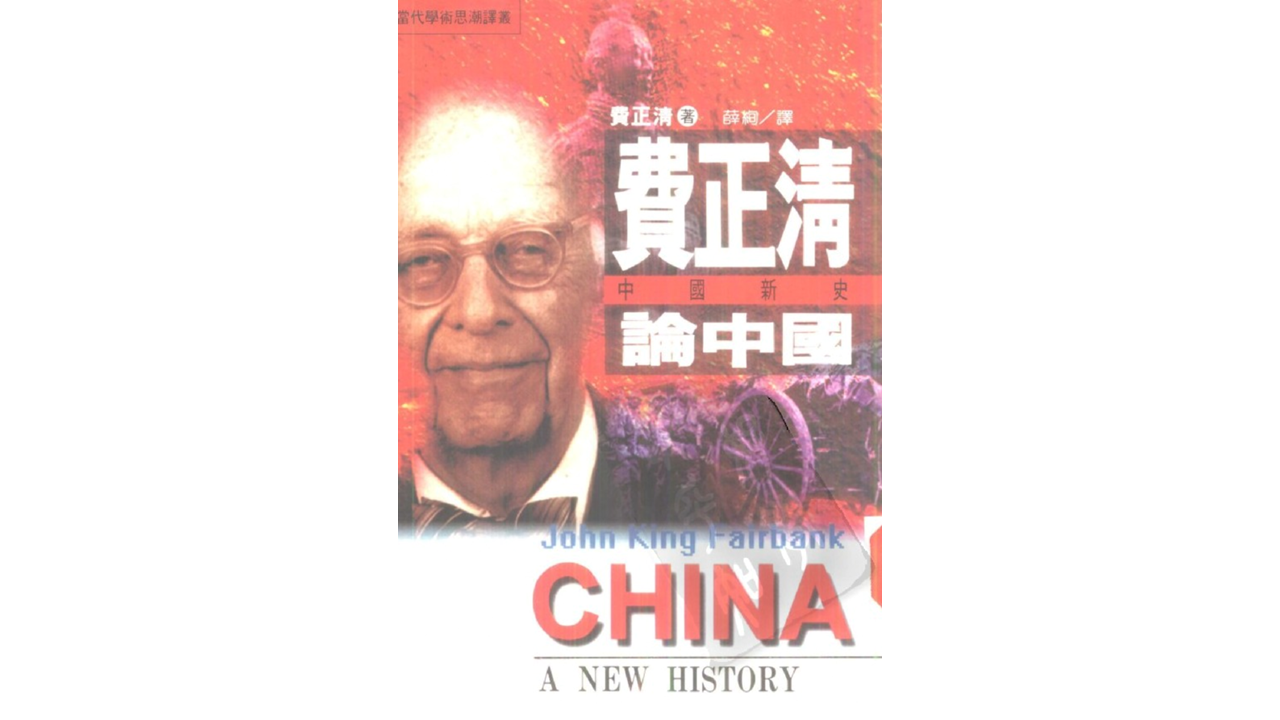 當代學術思潮譯叢
費正清 著 薛絢／譯
費正清
中國新史
論中國
John King Fairbank
CHINA
A NEW HISTORY